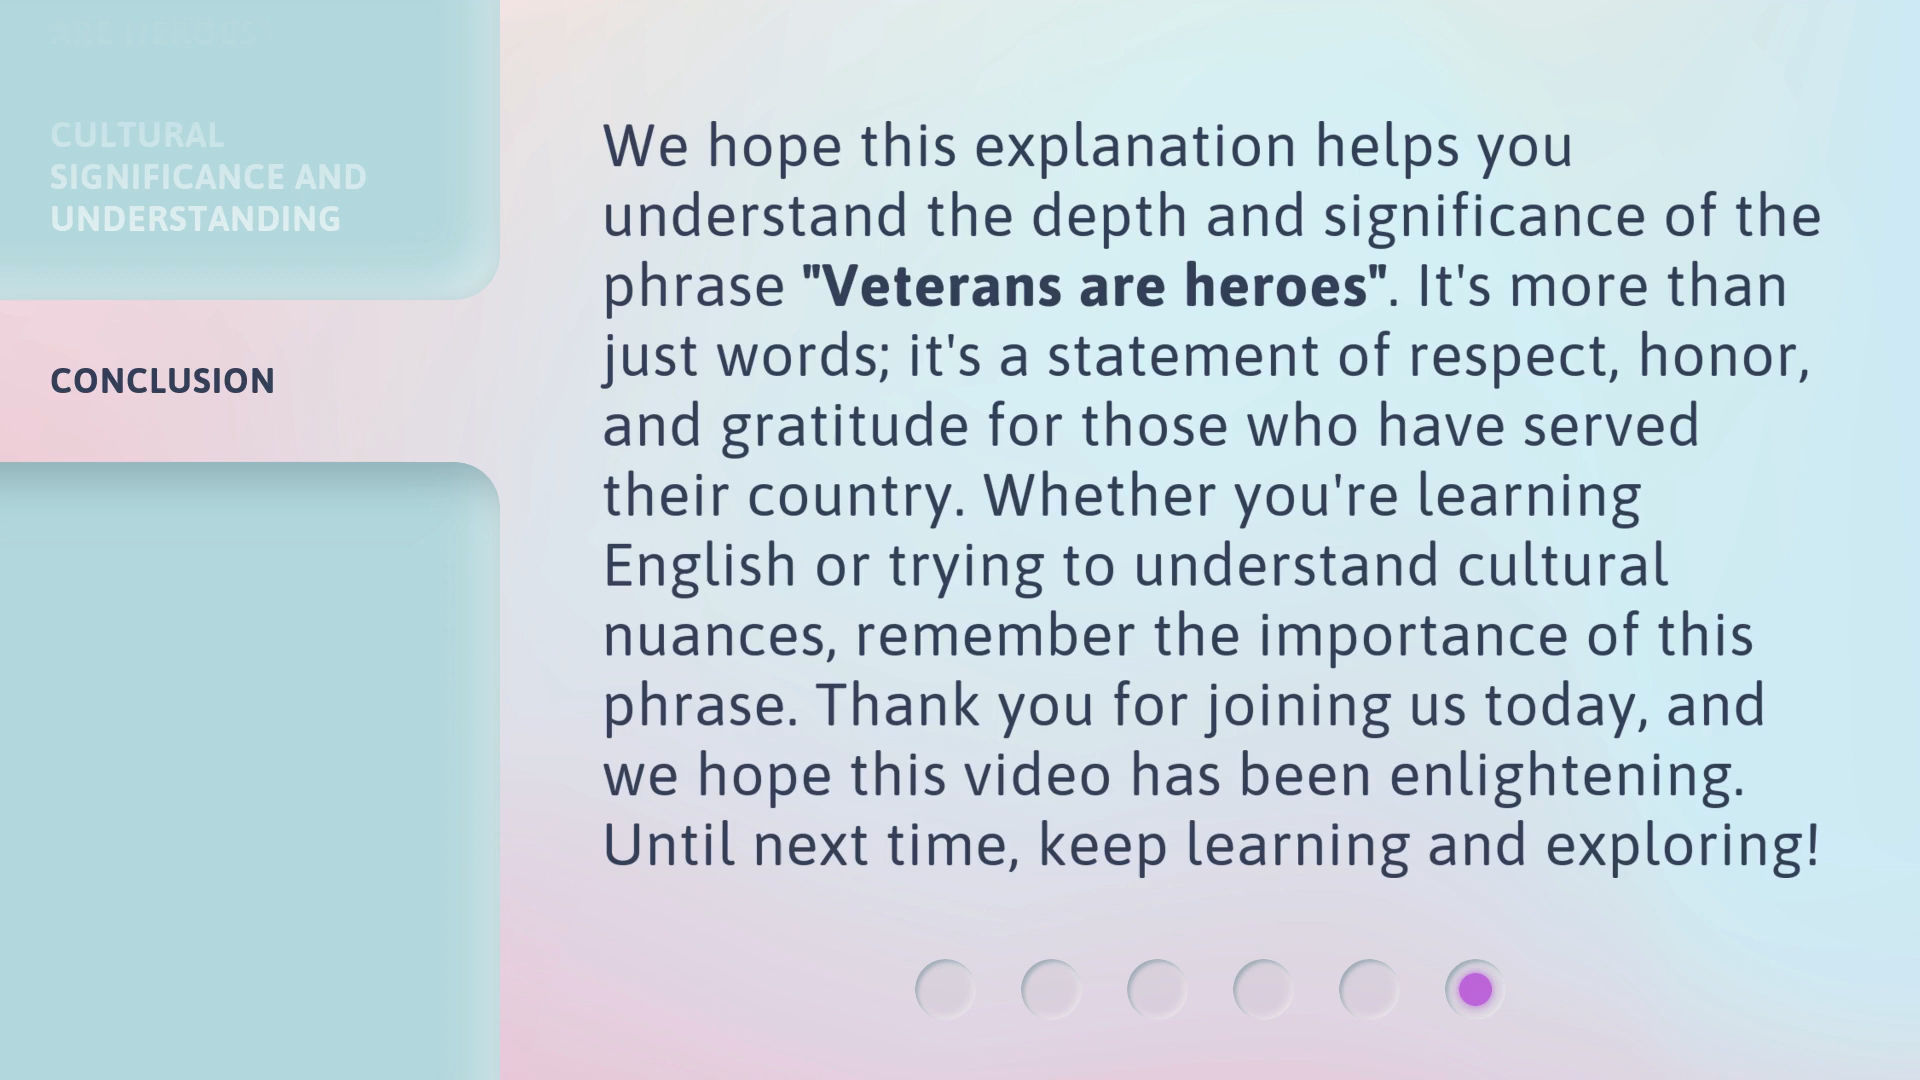 CULTURAL
SIGNIFICANCE AND
UNDERSTANDING
CONCLUSION
We hope this explanation helps you
understand the depth and significance of the
phrase "Veterans are heroes". It's more than
just words; it's a statement of respect, honor,
and gratitude for those who have served
their country. Whether you're learning
English or trying to understand cultural
nuances, remember the importance of this
phrase. Thank you for joining us today, and
we hope this video has been enlightening.
Until next time, keep learning and exploring!